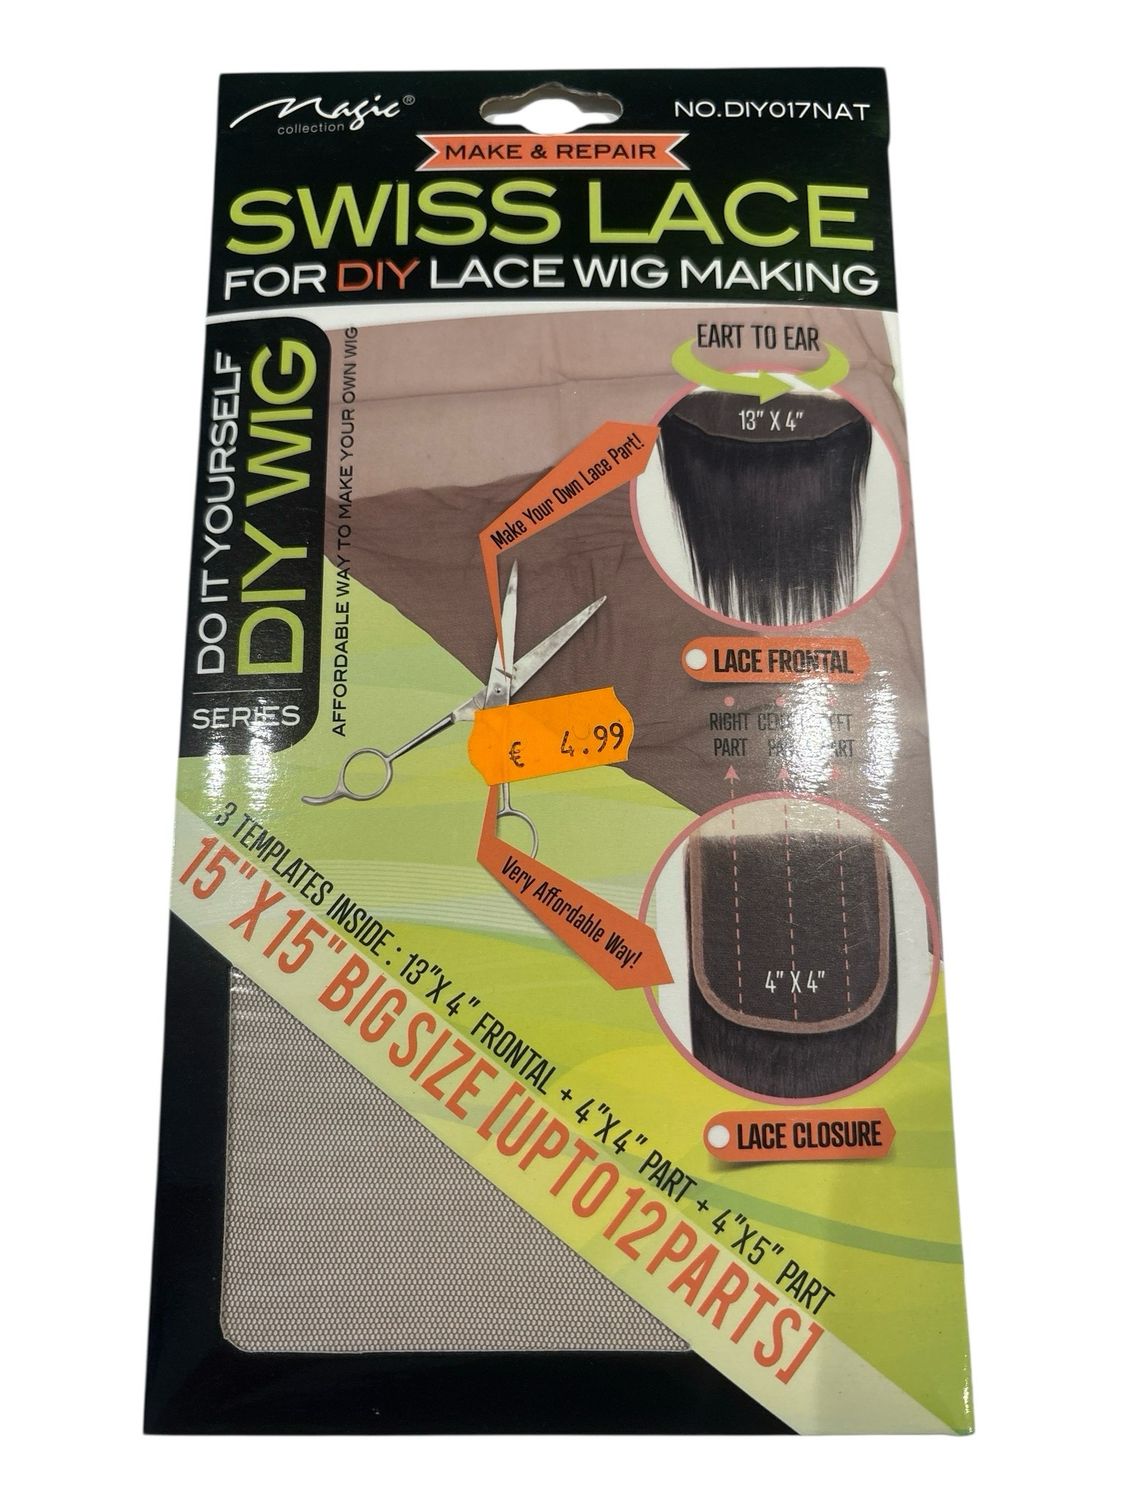 Magic®
collection
NO.DIY017NAT
MAKE & REPAIR
SWISS LACE
FOR DIY LACE WIG MAKING
DO IT YOURSELF
DIY WIG
SERIES
AFFORDABLE WAY TO MAKE YOUR OWN WIG
EART TO EAR
13" X 4"
Make Your Own Lace Part!
LACE FRONTAL
RIGHT
PART
€ 4.99
Very Affordable Way!
4" X 4"
LACE CLOSURE
3 TEMPLATES INSIDE : 13"X 4" FRONTAL + 4"X4" PART + 4"X5" PART
15" X 15" BIG SIZE [UP TO 12 PARTS]